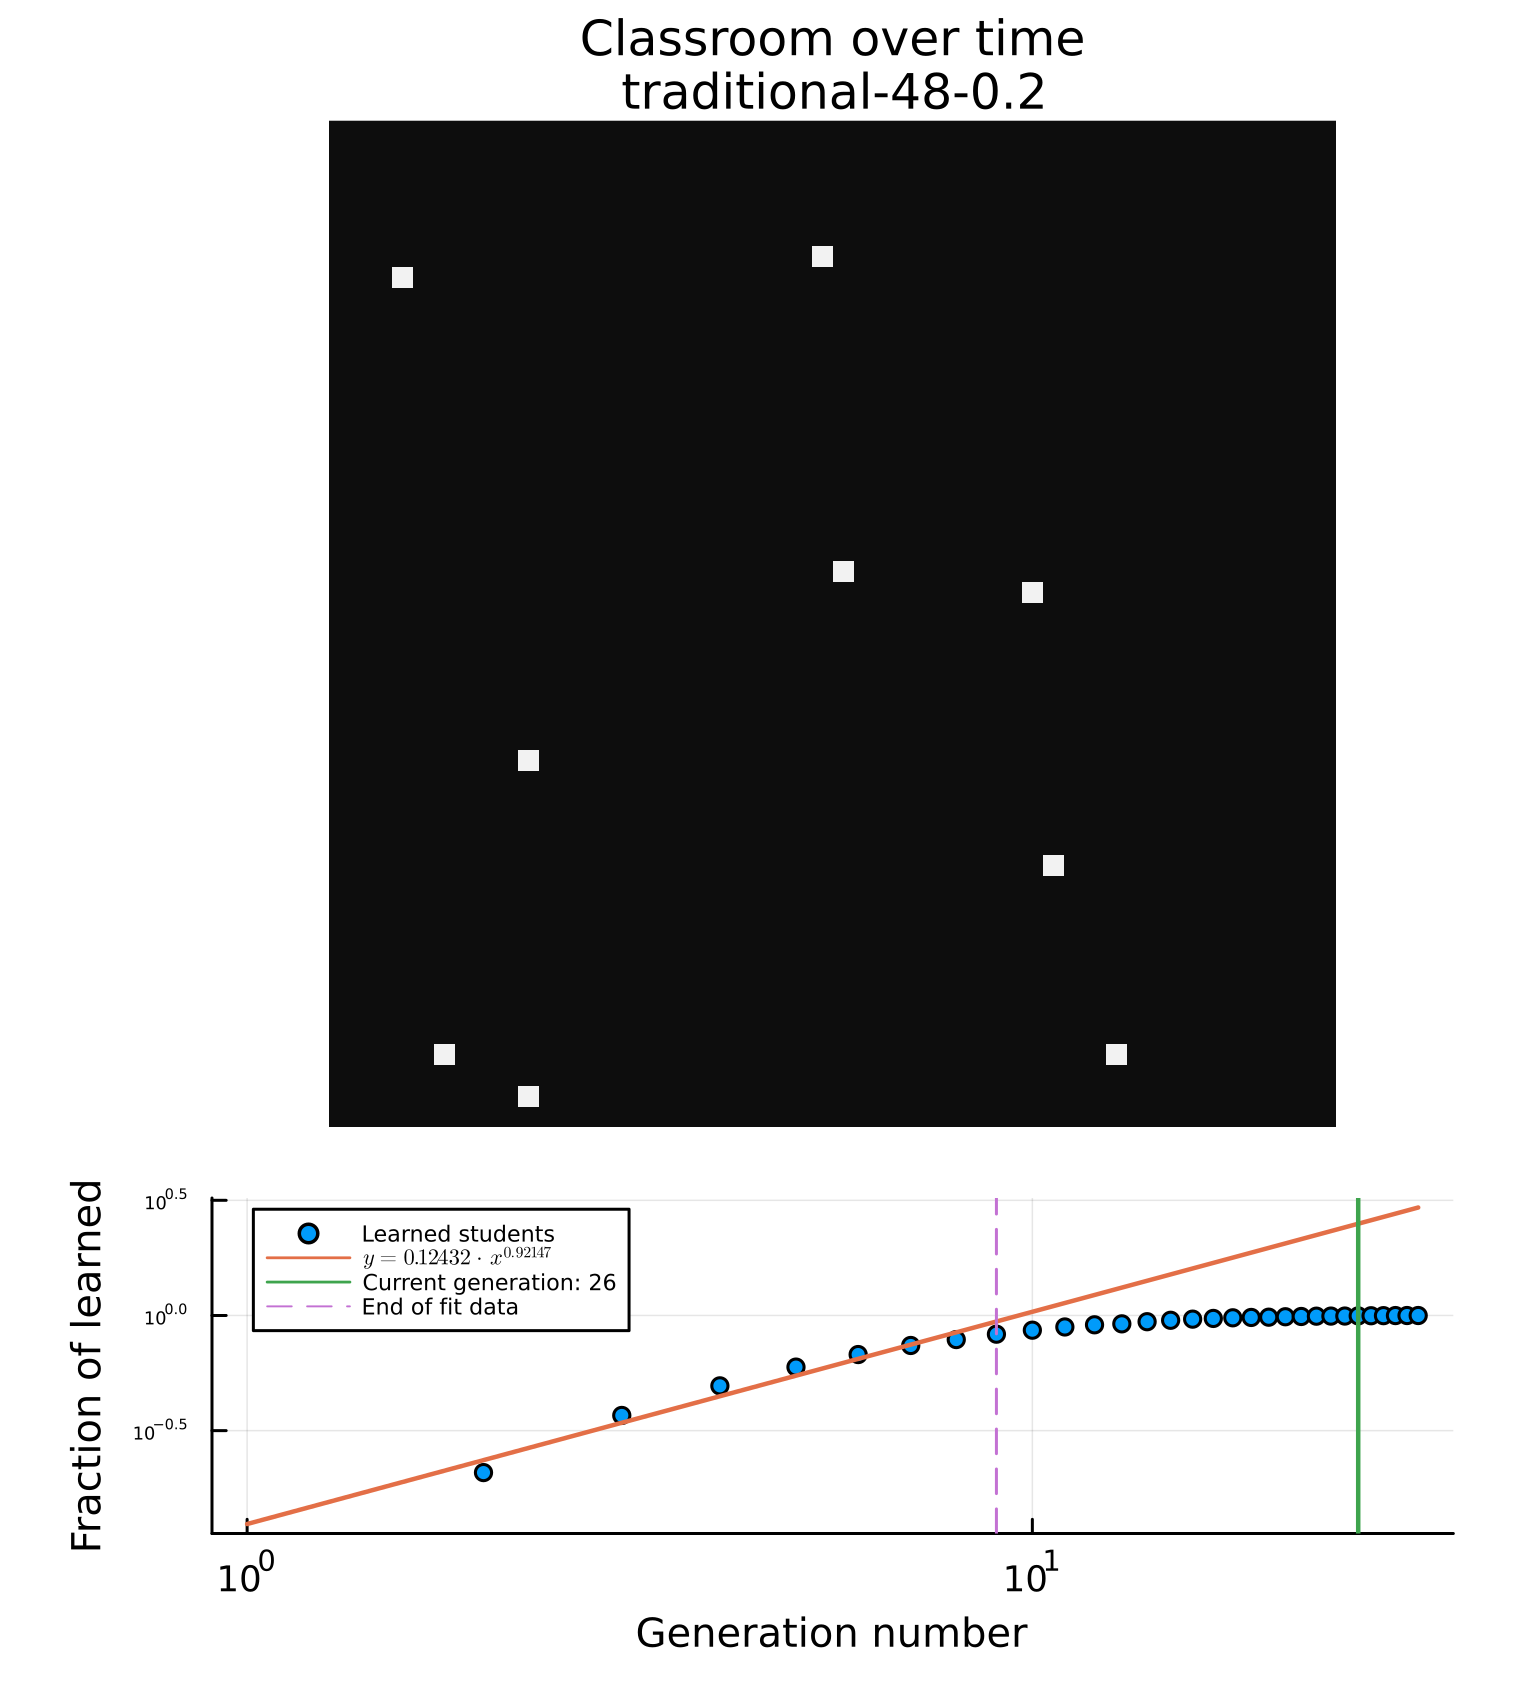 Classroom over time
traditional-48-0.2
Fraction of learned
10^0.5
10^0.0
10^−0.5
Learned students
y = 0.12432 · x^0.92147
Current generation: 26
End of fit data
10^0
10^1
Generation number